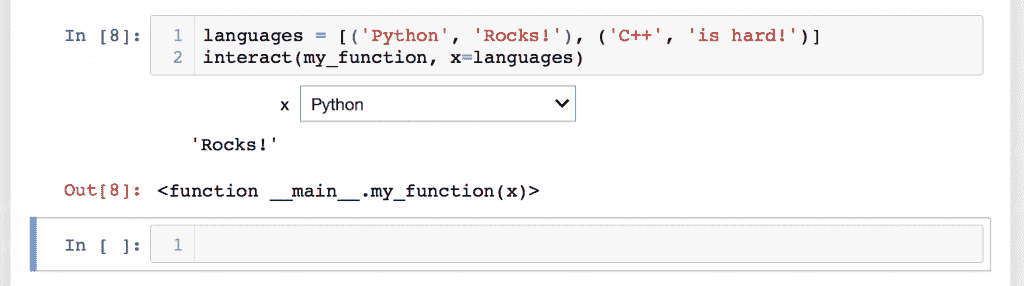 In [8]: 1 languages = [('Python', 'Rocks!'), ('C++', 'is hard!')]
2 interact(my_function, x=languages)
x Python
'Rocks!'
Out[8]: <function __main__.my_function(x)>
In [ ]: 1